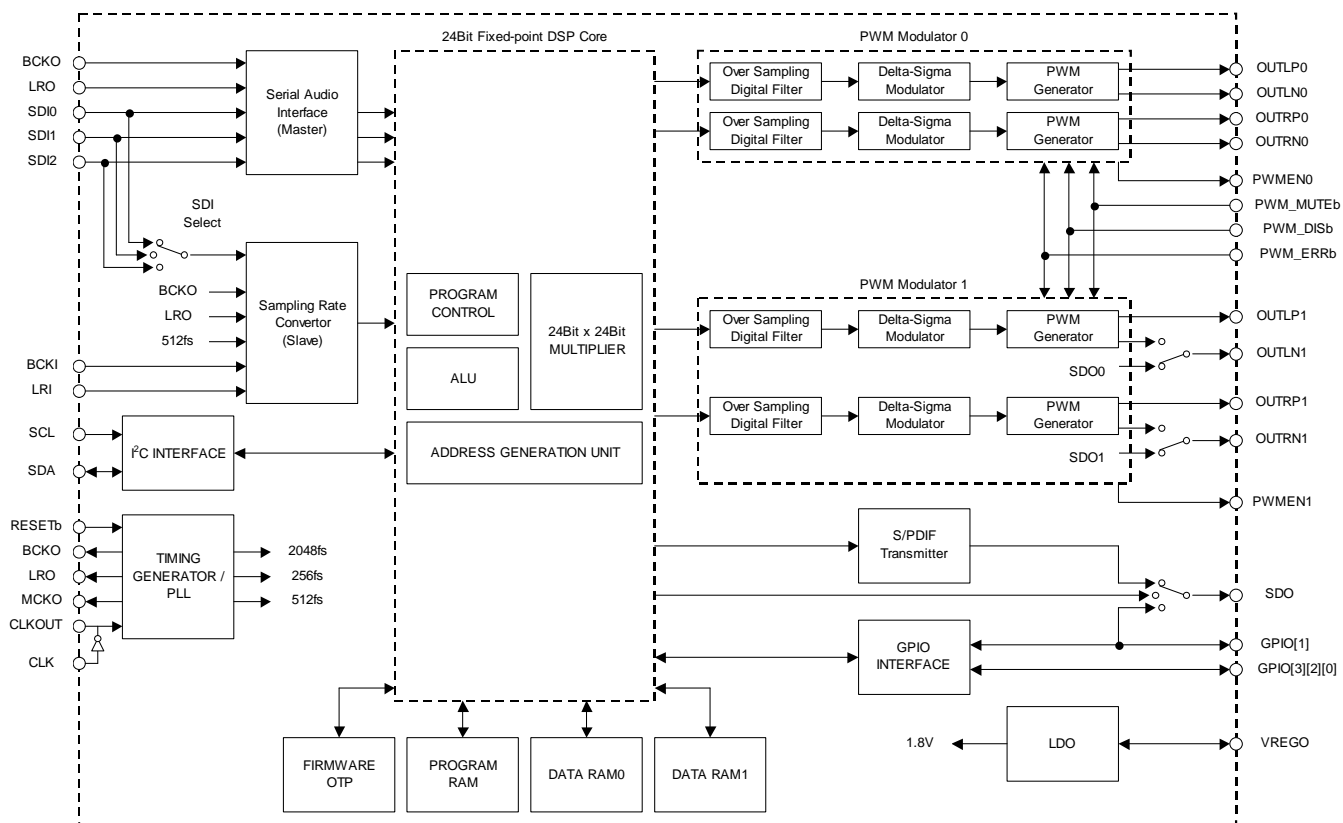 24Bit Fixed-point DSP Core
PWM Modulator 0
BCKO
LRO
SDI0
SDI1
SDI2
Serial Audio
Interface
(Master)
Over Sampling
Digital Filter
Delta-Sigma
Modulator
PWM
Generator
Over Sampling
Digital Filter
Delta-Sigma
Modulator
PWM
Generator
OUTLP0
OUTLN0
OUTRP0
OUTRN0
PWMEN0
PWM_MUTEb
PWM_DISb
PWM_ERRb
SDI
Select
BCKO
LRO
512fs
Sampling Rate
Convertor
(Slave)
BCKI
LRI
PROGRAM
CONTROL
ALU
24Bit x 24Bit
MULTIPLIER
ADDRESS GENERATION UNIT
PWM Modulator 1
Over Sampling
Digital Filter
Delta-Sigma
Modulator
PWM
Generator
SDO0
OUTLP1
OUTLN1
Over Sampling
Digital Filter
Delta-Sigma
Modulator
PWM
Generator
SDO1
OUTRP1
OUTRN1
PWMEN1
SCL
SDA
I²C INTERFACE
RESETb
BCKO
LRO
MCKO
CLKOUT
CLK
TIMING
GENERATOR /
PLL
2048fs
256fs
512fs
S/PDIF
Transmitter
SDO
GPIO
INTERFACE
GPIO[1]
GPIO[3][2][0]
FIRMWARE
OTP
PROGRAM
RAM
DATA RAM0
DATA RAM1
1.8V
LDO
VREGO